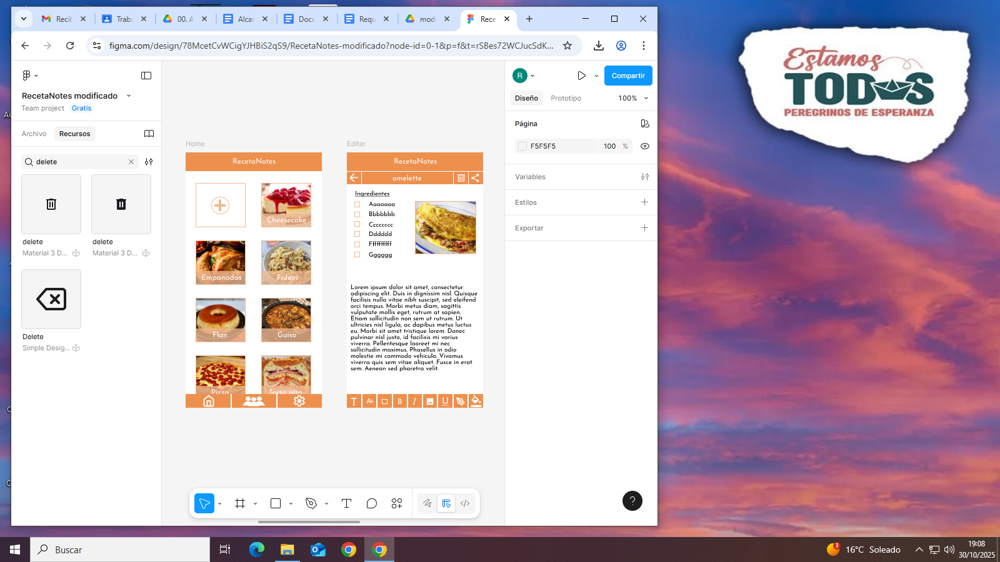 Recib
Traba
00. A
Alcar
Docu
Requ
mod
Rece
figma.com/design/78McetCvWCigYJHBiS2qS9/RecetaNotes-modificado?node-id=0-1&p=f&t=rSBes72WCJucSdK...
RecetaNotes modificado
Team project Gratis
Archivo Recursos
delete
delete
Material 3 D...
delete
Material 3 D...
Delete
Simple Desig...
Home
RecetaNotes
Cheesecake
Empanadas
Fideos
Flan
Guiso
Pizza
Tarta alta
Editar
RecetaNotes
omelette
Ingredientes
Aaaaaaa
Bbbbbbb
Cccccccc
Dddddd
Fffffffff
Gggggg
Lorem ipsum dolor sit amet, consectetur
adipiscing elit. Duis in dignissim nisl. Quisque
facilisis nulla vitae nibh suscipit, sed eleifend
orci tempus. Morbi metus diam, sagittis
vulputate mollis eget, rutrum at sapien.
Etiam sollicitudin non sem ut rutrum. Ut
ultricies nisl ligula, ac dapibus metus luctus
eu. Morbi sit amet tristique lorem. Donec
pulvinar nisl justo, id facilisis mi varius
viverra. Pellentesque laoreet mi nec
sollicitudin maximus. Phasellus in odio
molestie mi commodo vehicula. Vivamus
viverra quis sem vitae aliquet. Fusce in erat
sem. Aenean sed pharetra velit.
T AA B I U
R
Compartir
Diseño Prototipo 100%
Página
F5F5F5 100 %
Variables
Estilos
Exportar
?
Estamos
TODOS
PEREGRINOS DE ESPERANZA
Buscar
3
16°C Soleado
19:08
30/10/2025